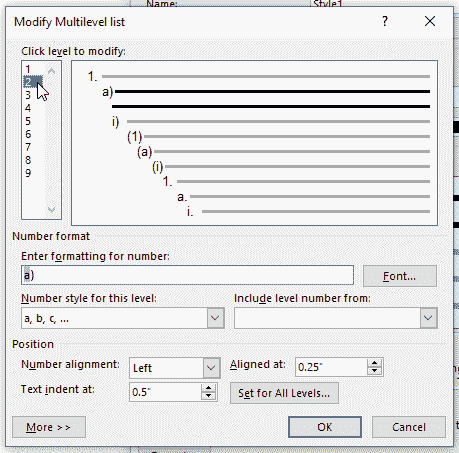 Name: Style1
Modify Multilevel list ? ×
Click level to modify:
1
2
3
4
5
6
7
8
9
1.
a)
i)
(1)
(a)
(i)
1.
a.
i.
Number format
Enter formatting for number:
a)
Font...
Number style for this level: Include level number from:
a, b, c, ...
Position
Number alignment: Left Aligned at: 0.25"
Text indent at: 0.5" Set for All Levels...
More >> OK Cancel